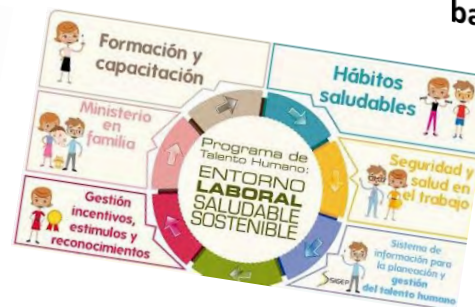 ba
Formación y
capacitación
Hábitos
saludables
Ministerio
en
familia
Programa de
Talento Humano:
ENTORNO
LABORAL
SALUDABLE
SOSTENIBLE
Seguridad y
salud en
el trabajo
Gestión
incentivos,
estímulos y
reconocimientos
Sistema de
información para
la planeación y
gestión
del talento humano
SIGEP